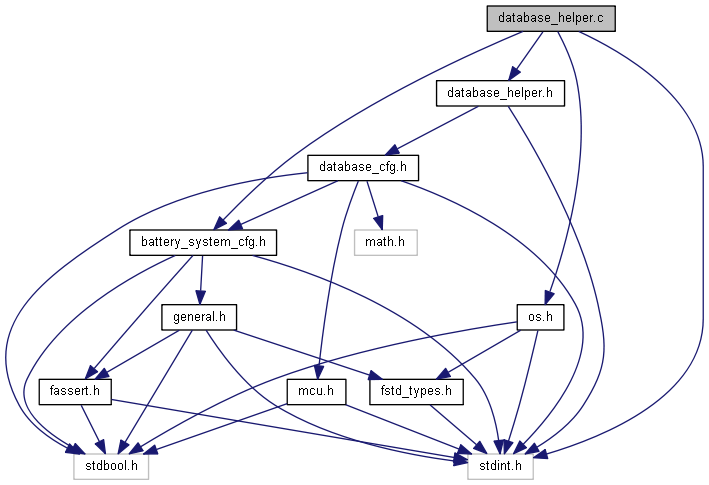 database_helper.c
database_helper.h
database_cfg.h
battery_system_cfg.h
math.h
general.h
os.h
fassert.h
mcu.h
fstd_types.h
stdbool.h
stdint.h